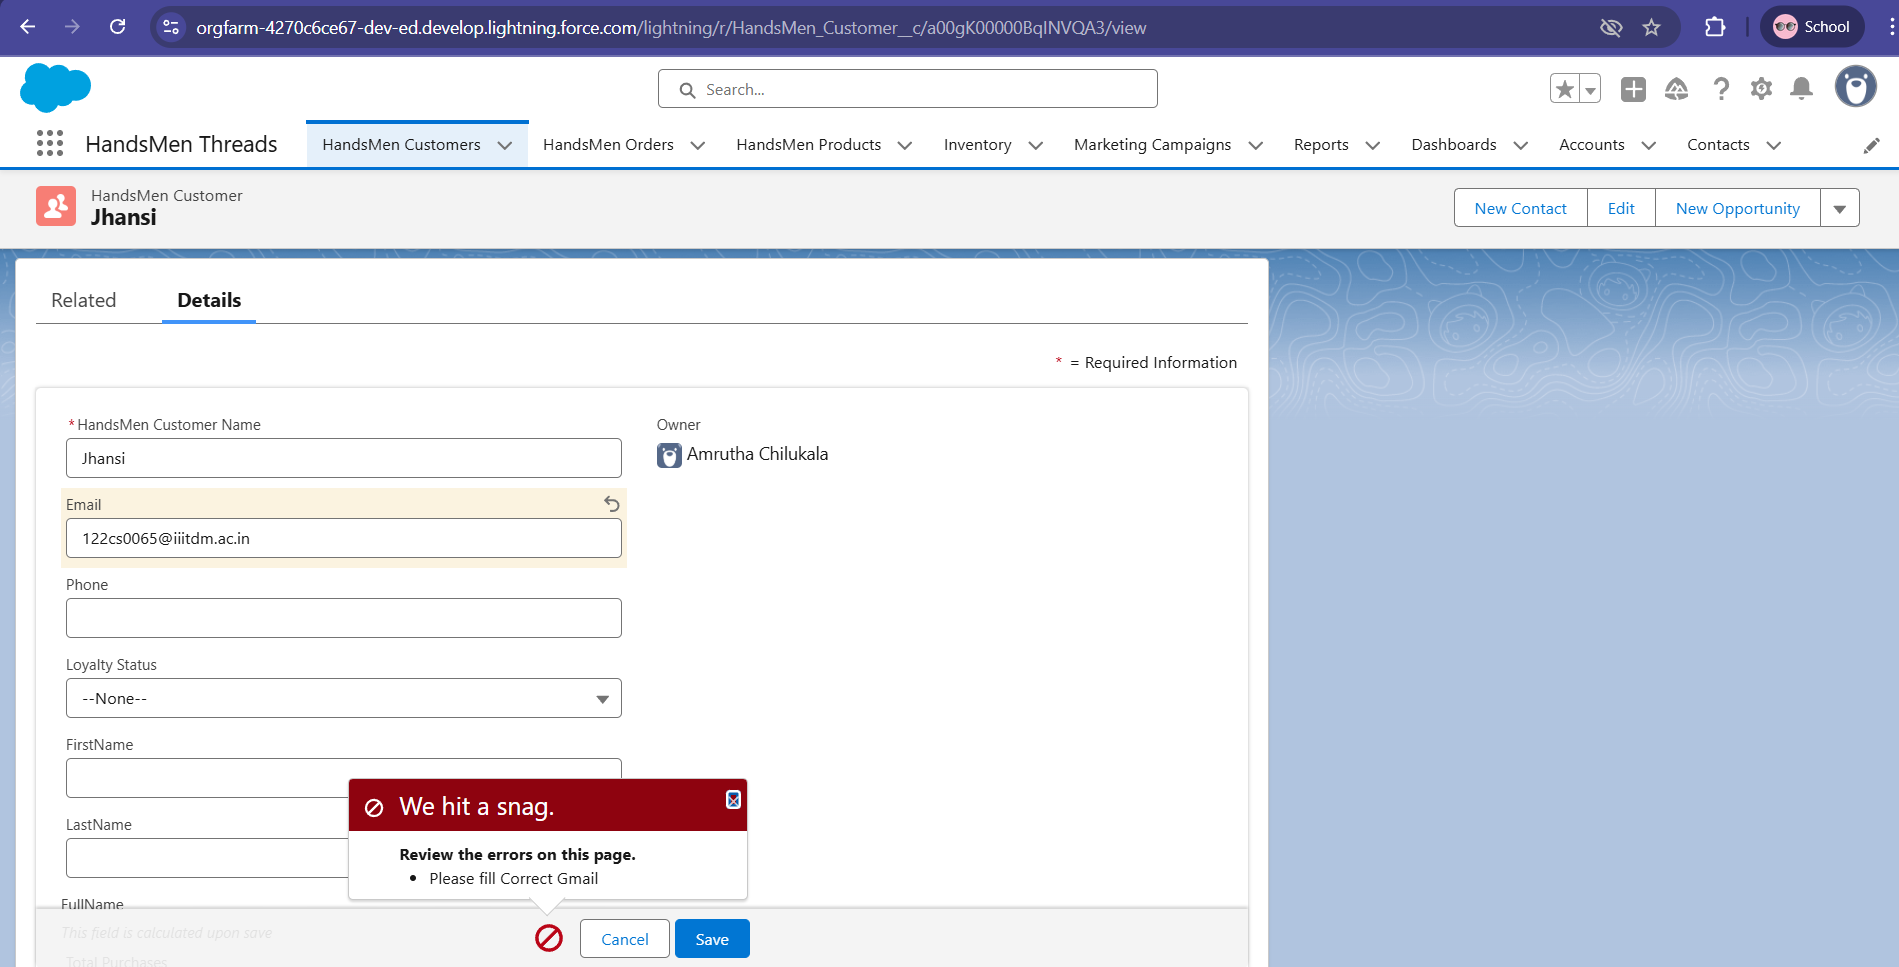 orgfarm-4270c6ce67-dev-ed.develop.lightning.force.com/lightning/r/HandsMen_Customer__c/a00gK00000BqINVQA3/view
School
Search...
HandsMen Threads
HandsMen Customers
HandsMen Orders
HandsMen Products
Inventory
Marketing Campaigns
Reports
Dashboards
Accounts
Contacts
HandsMen Customer
Jhansi
New Contact
Edit
New Opportunity
Related
Details
* = Required Information
*HandsMen Customer Name
Jhansi
Owner
Amrutha Chilukala
Email
122cs0065@iiitdm.ac.in
Phone
Loyalty Status
--None--
FirstName
LastName
We hit a snag.
Review the errors on this page.
• Please fill Correct Gmail
FullName
This field is calculated upon save
Total Purchases
Cancel
Save